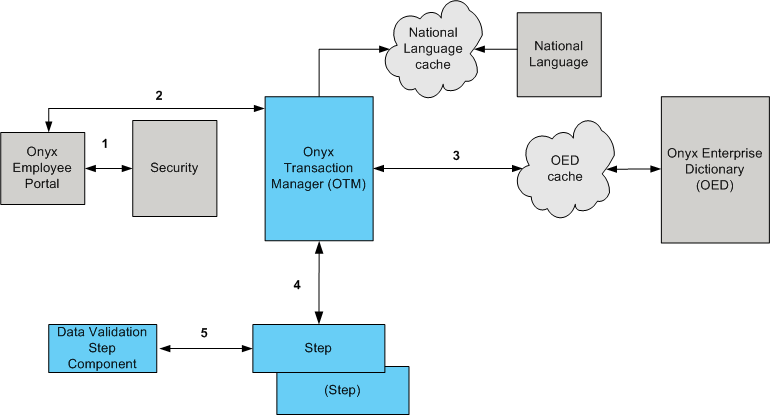 National
Language
cache
National
Language
2
Onyx
Employee
Portal
1
Security
Onyx
Transaction
Manager (OTM)
3
OED
cache
Onyx Enterprise
Dictionary
(OED)
4
Data Validation
Step
Component
5
Step
(Step)